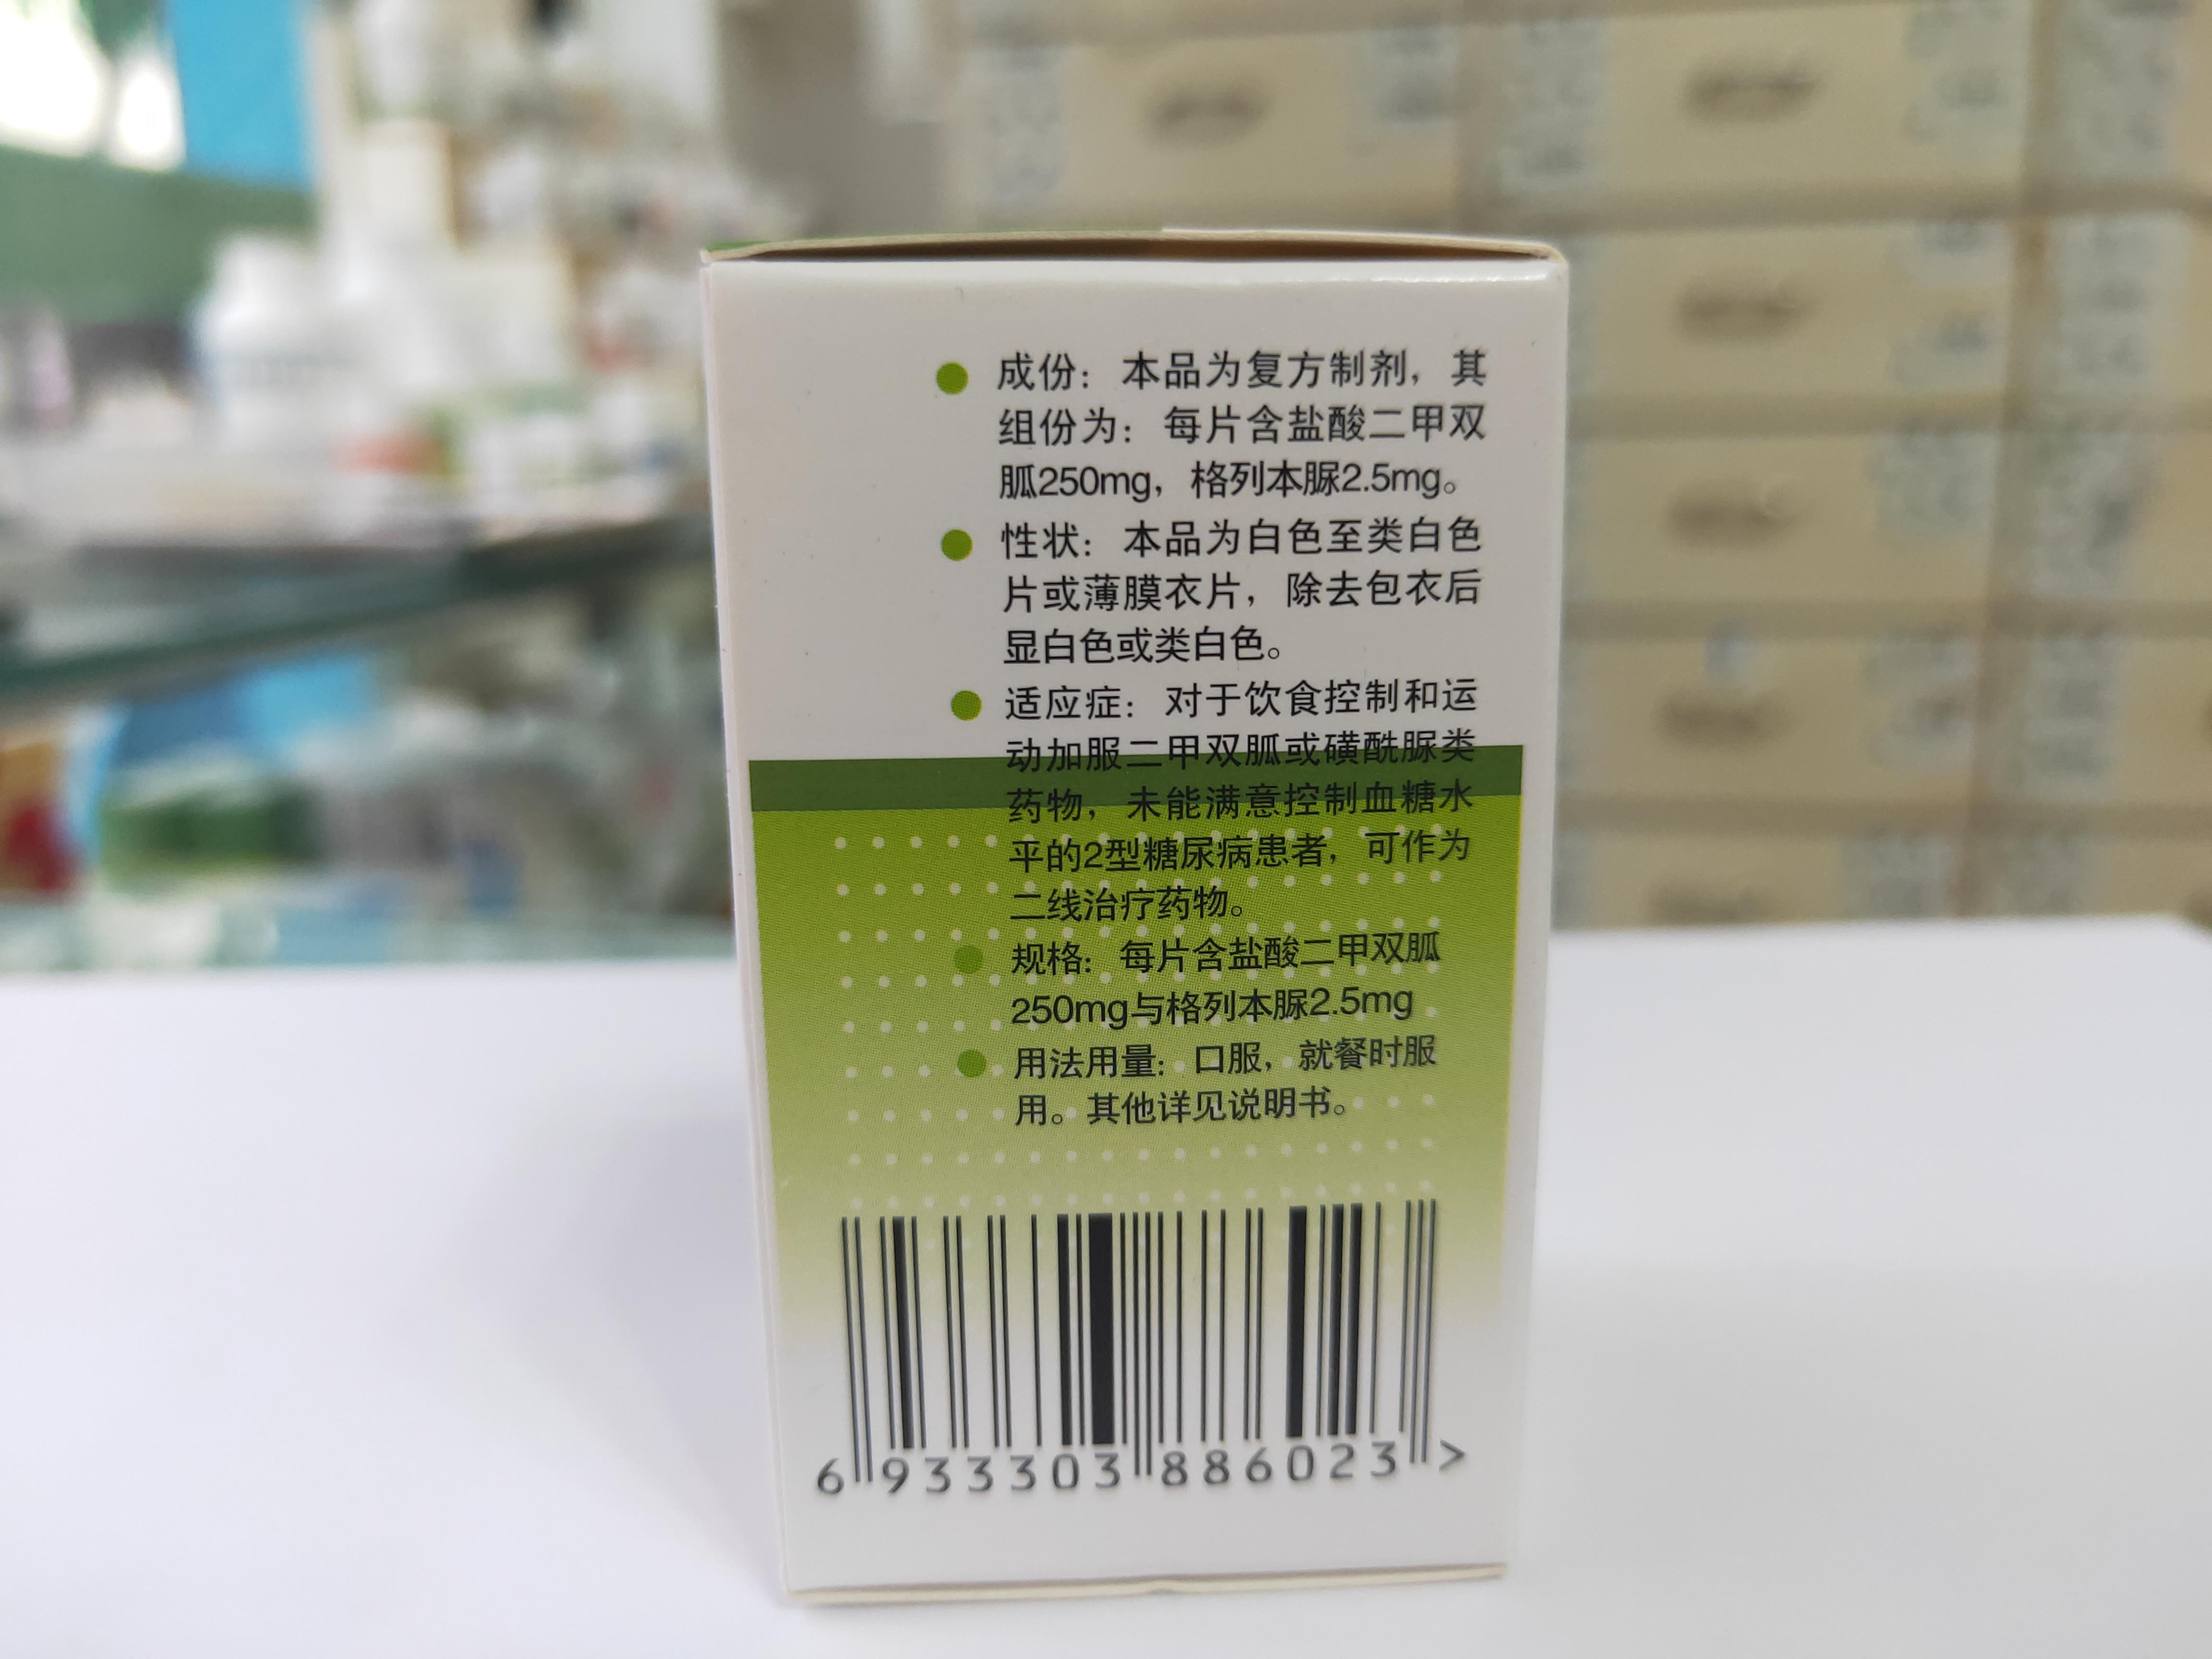 成份：本品为复方制剂，其
组份为：每片含盐酸二甲双
胍250mg，格列本脲2.5mg。
性状：本品为白色至类白色
片或薄膜衣片，除去包衣后
显白色或类白色。
适应症：对于饮食控制和运
动加服二甲双胍或磺酰脲类
药物，未能满意控制血糖水
平的2型糖尿病患者，可作为
二线治疗药物。
规格：每片含盐酸二甲双胍
250mg与格列本脲2.5mg
用法用量：口服，就餐时服
用。其他详见说明书。
6 933303 886023 >